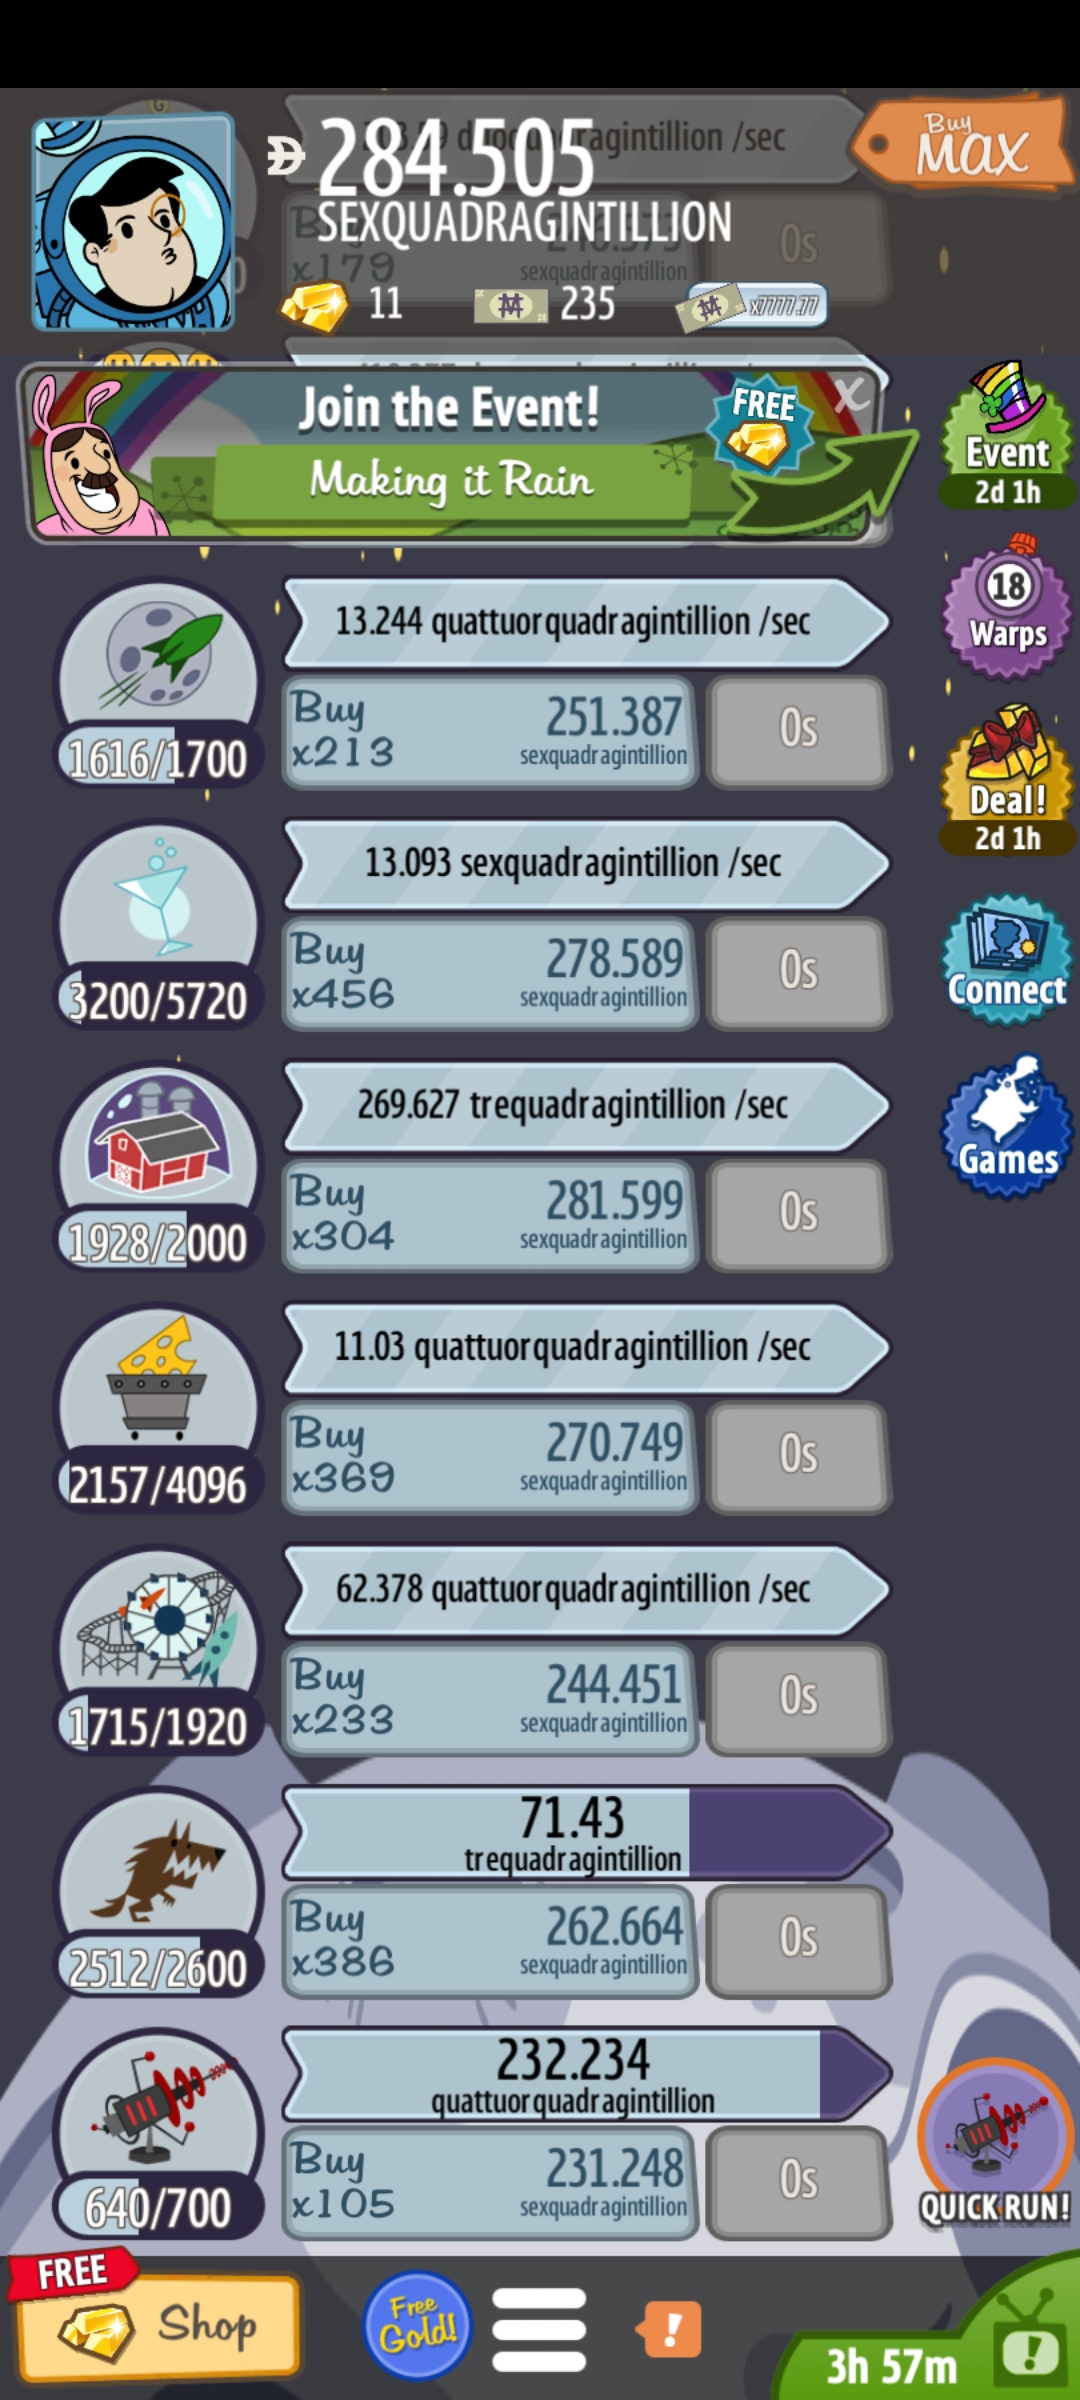 284.505
SEXQUADRAGINTILLION
/sec
Buy
MAX
x179
sexquadragintillion
0s
11
235
x7777.77
Join the Event!
Making it Rain
FREE
X
Event
2d 1h
13.244 quattuorquadragintillion /sec
Buy
x213
251.387
sexquadragintillion
0s
1616/1700
18
Warps
Deal!
2d 1h
13.093 sexquadragintillion /sec
Buy
x456
278.589
sexquadragintillion
0s
3200/5720
Connect
269.627 trequadragintillion /sec
Buy
x304
281.599
sexquadragintillion
0s
1928/2000
Games
11.03 quattuorquadragintillion /sec
Buy
x369
270.749
sexquadragintillion
0s
2157/4096
62.378 quattuorquadragintillion /sec
Buy
x233
244.451
sexquadragintillion
0s
1715/1920
71.43
trequadragintillion
Buy
x386
262.664
sexquadragintillion
0s
2512/2600
232.234
quattuorquadragintillion
Buy
x105
231.248
sexquadragintillion
0s
640/700
QUICK RUN!
FREE
Shop
Free
Gold!
!
3h 57m
!